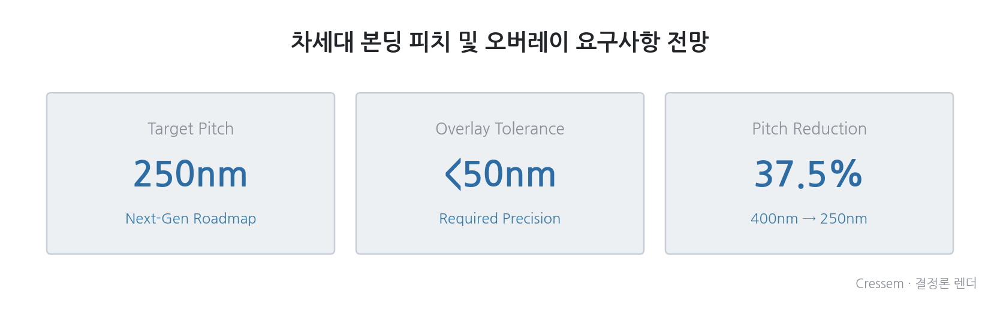 차세대 본딩 피치 및 오버레이 요구사항 전망
Target Pitch
250nm
Next-Gen Roadmap
Overlay Tolerance
<50nm
Required Precision
Pitch Reduction
37.5%
400nm → 250nm
Cressem · 결정론 렌더